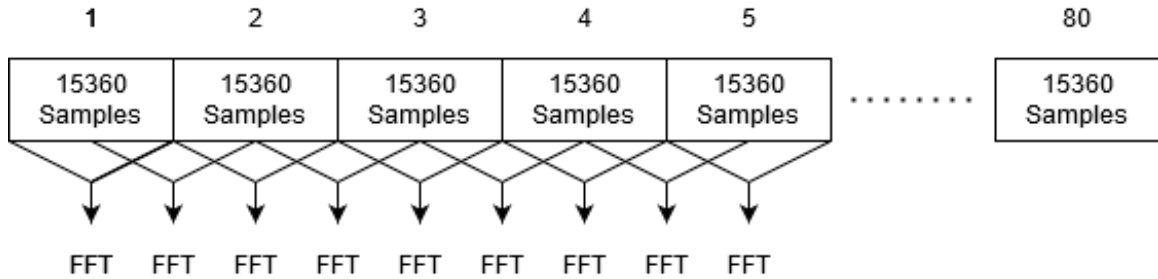 1 2 3 4 5 80
15360 15360 15360 15360 15360 15360
Samples Samples Samples Samples Samples Samples
FFT FFT FFT FFT FFT FFT FFT FFT FFT